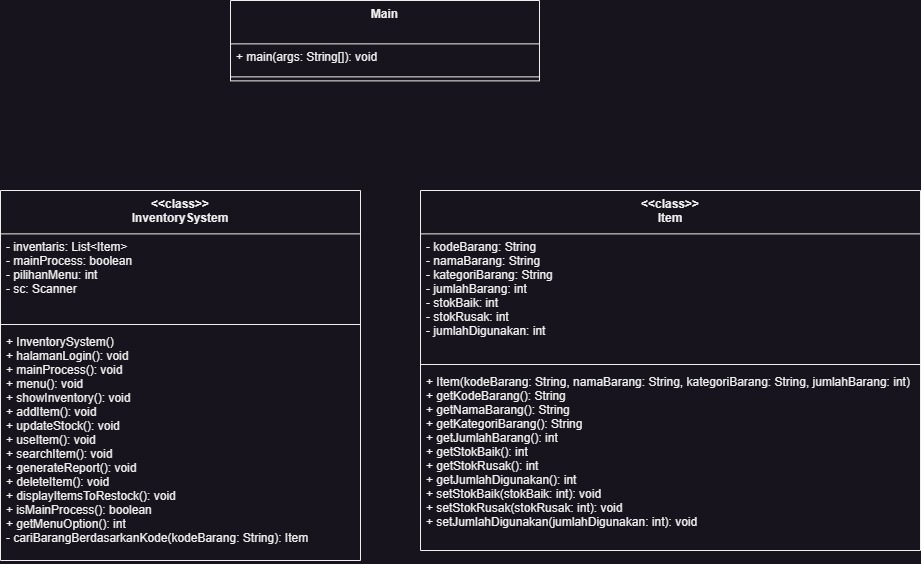 Main
+ main(args: String[]): void
<<class>>
InventorySystem
- inventaris: List<Item>
- mainProcess: boolean
- pilihanMenu: int
- sc: Scanner
+ InventorySystem()
+ halamanLogin(): void
+ mainProcess(): void
+ menu(): void
+ showInventory(): void
+ addItem(): void
+ updateStock(): void
+ useItem(): void
+ searchItem(): void
+ generateReport(): void
+ deleteItem(): void
+ displayItemsToRestock(): void
+ isMainProcess(): boolean
+ getMenuOption(): int
- cariBarangBerdasarkanKode(kodeBarang: String): Item
<<class>>
Item
- kodeBarang: String
- namaBarang: String
- kategoriBarang: String
- jumlahBarang: int
- stokBaik: int
- stokRusak: int
- jumlahDigunakan: int
+ Item(kodeBarang: String, namaBarang: String, kategoriBarang: String, jumlahBarang: int)
+ getKodeBarang(): String
+ getNamaBarang(): String
+ getKategoriBarang(): String
+ getJumlahBarang(): int
+ getStokBaik(): int
+ getStokRusak(): int
+ getJumlahDigunakan(): int
+ setStokBaik(stokBaik: int): void
+ setStokRusak(stokRusak: int): void
+ setJumlahDigunakan(jumlahDigunakan: int): void